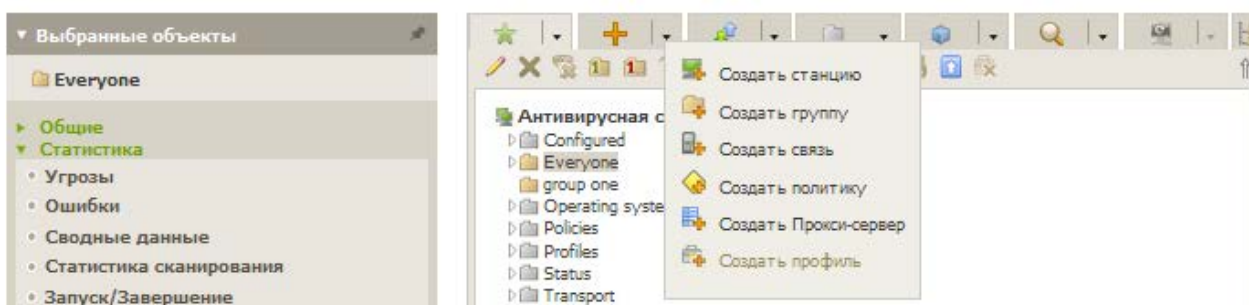 Выбранные объекты
Everyone
Общие
Статистика
Угрозы
Ошибки
Сводные данные
Статистика сканирования
Запуск/Завершение
Антивирусная с
Configured
Everyone
group one
Operating syste
Policies
Profiles
Status
Transport
Создать станцию
Создать группу
Создать связь
Создать политику
Создать Прокси-сервер
Создать профиль